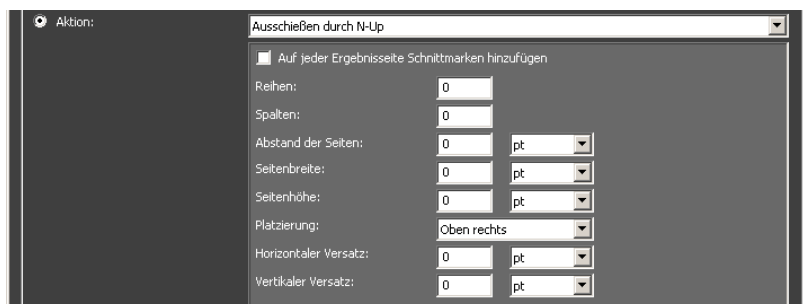 Aktion: Ausschießen durch N-Up
Auf jeder Ergebnisseite Schnittmarken hinzufügen
Reihen: 0
Spalten: 0
Abstand der Seiten: 0 pt
Seitenbreite: 0 pt
Seitenhöhe: 0 pt
Platzierung: Oben rechts
Horizontaler Versatz: 0 pt
Vertikaler Versatz: 0 pt